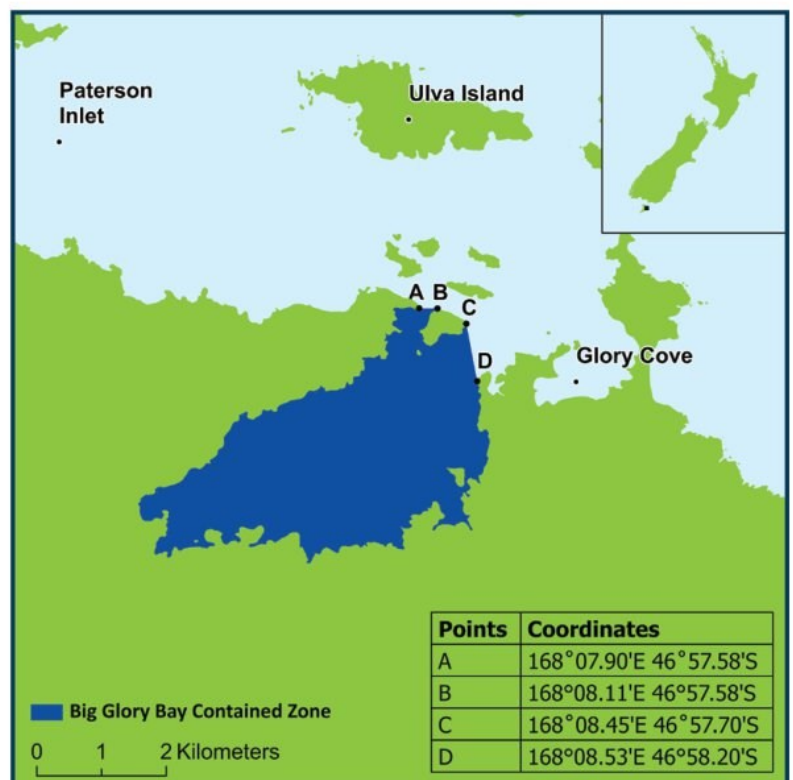 Paterson
Inlet
Ulva Island
A B
C
D
Glory Cove
Points Coordinates
A 168°07.90'E 46°57.58'S
B 168°08.11'E 46°57.58'S
C 168°08.45'E 46°57.70'S
D 168°08.53'E 46°58.20'S
Big Glory Bay Contained Zone
0 1 2 Kilometers